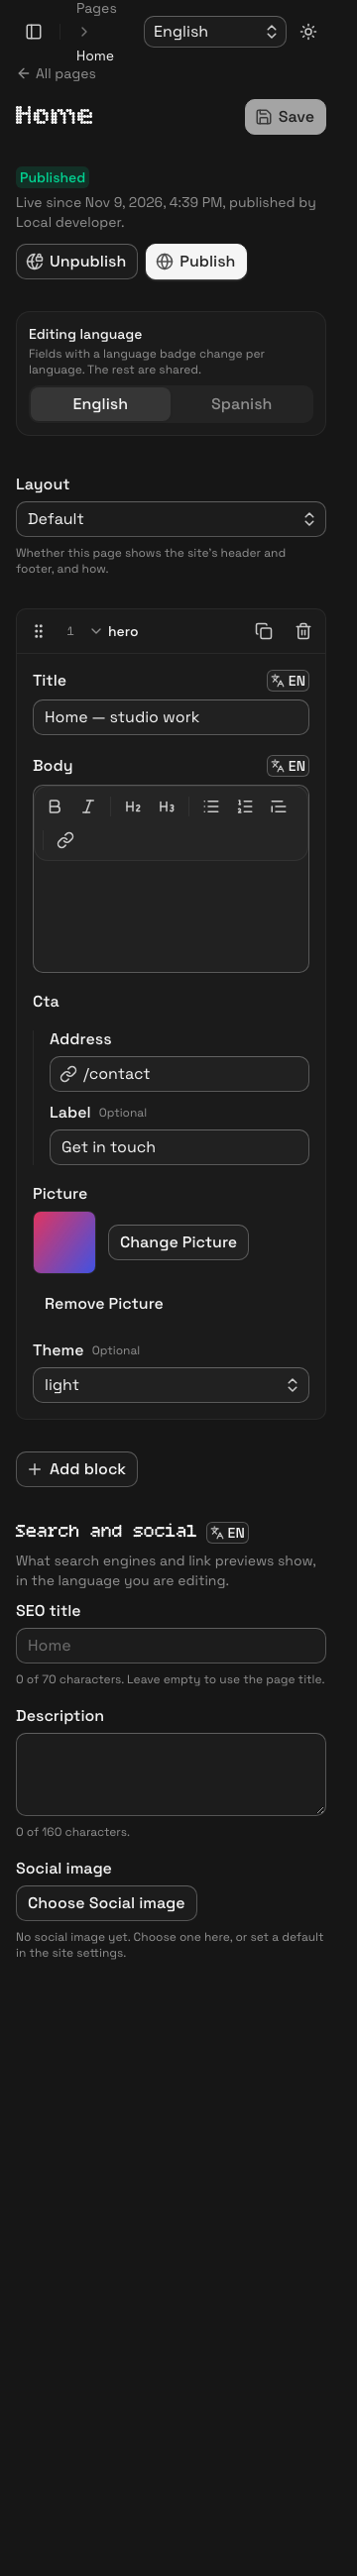 Pages
Home
English
All pages
Home
Save
Published
Live since Nov 9, 2026, 4:39 PM, published by
Local developer.
Unpublish
Publish
Editing language
Fields with a language badge change per
language. The rest are shared.
English
Spanish
Layout
Default
Whether this page shows the site's header and
footer, and how.
1
hero
Title
EN
Home — studio work
Body
EN
B
I
H2
H3
Cta
Address
/contact
Label Optional
Get in touch
Picture
Change Picture
Remove Picture
Theme Optional
light
Add block
Search and social
EN
What search engines and link previews show,
in the language you are editing.
SEO title
Home
0 of 70 characters. Leave empty to use the page title.
Description
0 of 160 characters.
Social image
Choose Social image
No social image yet. Choose one here, or set a default
in the site settings.